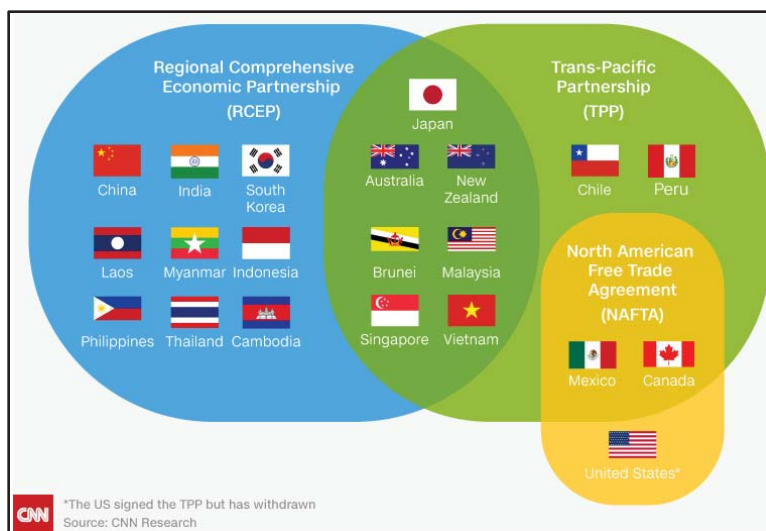 Regional Comprehensive
Economic Partnership
(RCEP)
Trans-Pacific
Partnership
(TPP)
Japan
China
India
South
Korea
Australia
New
Zealand
Chile
Peru
Laos
Myanmar
Indonesia
Brunei
Malaysia
North American
Free Trade
Agreement
(NAFTA)
Philippines
Thailand
Cambodia
Singapore
Vietnam
Mexico
Canada
United States*
CNN
*The US signed the TPP but has withdrawn
Source: CNN Research